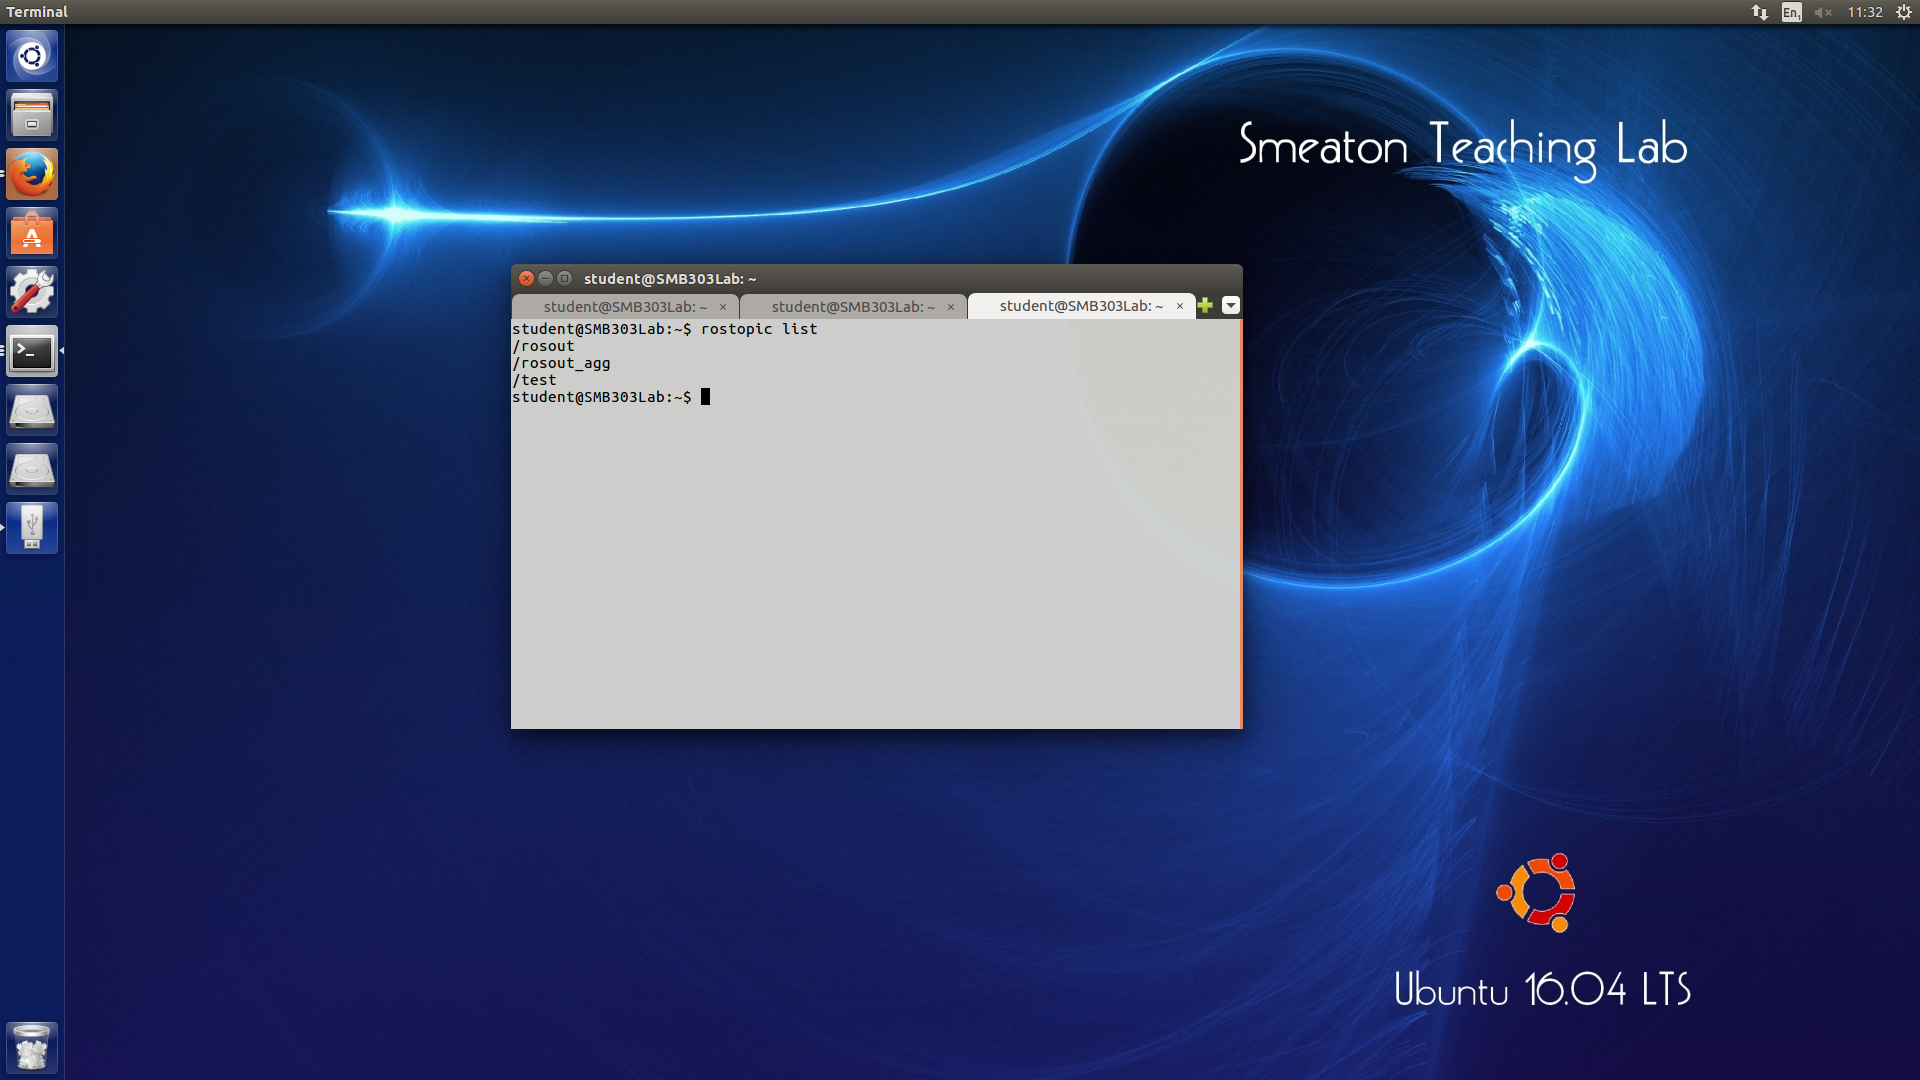 Terminal
En1
11:32
Smeaton Teaching Lab
student@SMB303Lab: ~
student@SMB303Lab: ~ × student@SMB303Lab: ~ × student@SMB303Lab: ~ ×
student@SMB303Lab:~$ rostopic list
/rosout
/rosout_agg
/test
student@SMB303Lab:~$
Ubuntu 16.04 LTS